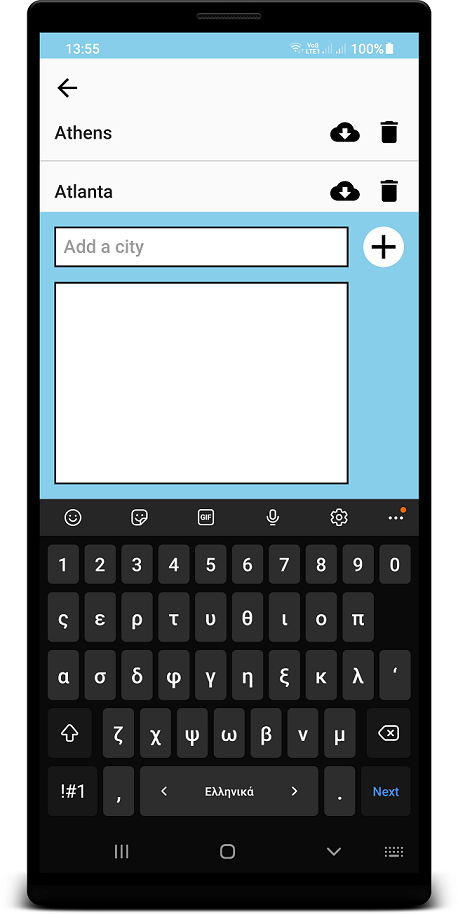 13:55 Vo)) LTE1 100%
Athens
Atlanta
Add a city
GIF
1 2 3 4 5 6 7 8 9 0
ς ε ρ τ υ θ ι ο π
α σ δ φ γ η ξ κ λ ‘
ζ χ ψ ω β ν μ
!#1 , < Ελληνικά > . Next